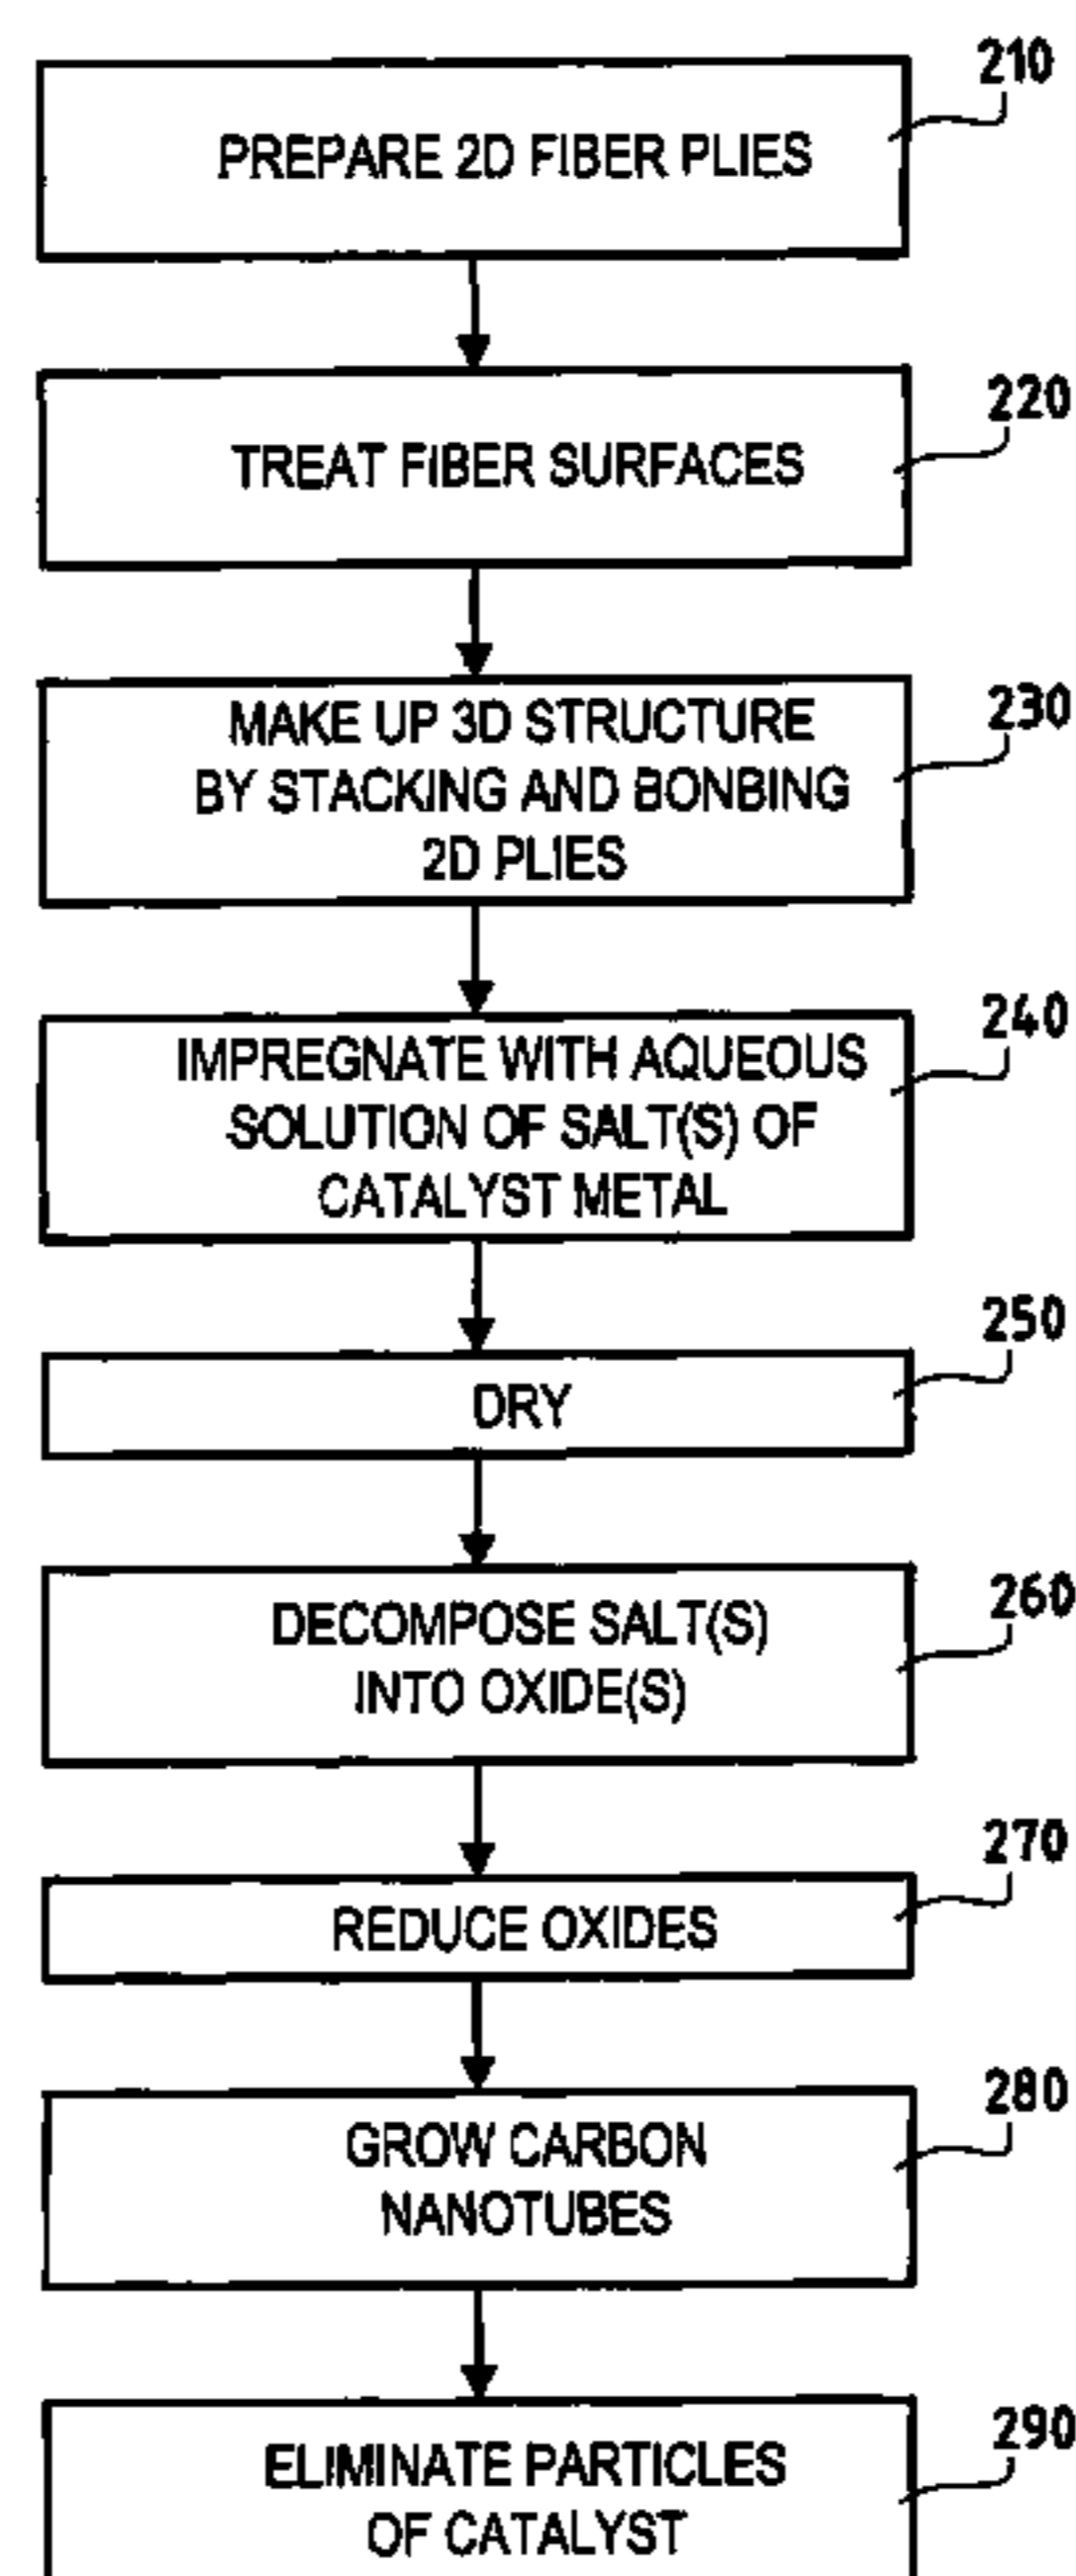 210
PREPARE 2D FIBER PLIES
220
TREAT FIBER SURFACES
230
MAKE UP 3D STRUCTURE
BY STACKING AND BONBING
2D PLIES
240
IMPREGNATE WITH AQUEOUS
SOLUTION OF SALT(S) OF
CATALYST METAL
250
DRY
260
DECOMPOSE SALT(S)
INTO OXIDE(S)
270
REDUCE OXIDES
280
GROW CARBON
NANOTUBES
290
ELIMINATE PARTICLES
OF CATALYST